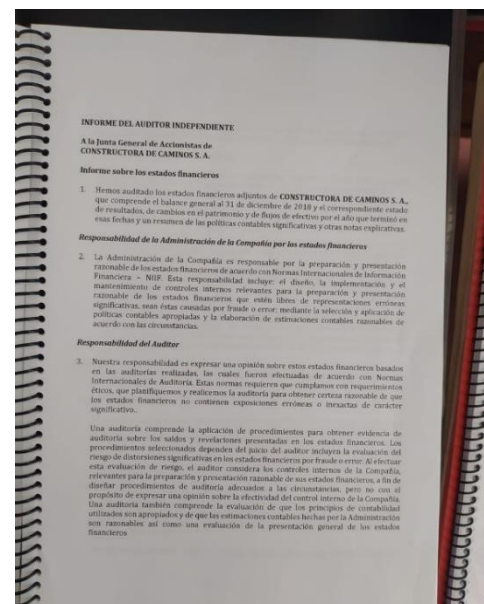 INFORME DEL AUDITOR INDEPENDIENTE
A la Junta General de Accionistas de
CONSTRUCTORA DE CAMINOS S. A.
Informe sobre los estados financieros
1. Hemos auditado los estados financieros adjuntos de CONSTRUCTORA DE CAMINOS S. A.,
que comprende el balance general al 31 de diciembre de 2018 y el correspondiente estado
de resultados, de cambios en el patrimonio y de flujos de efectivo por el año que terminó en
esas fechas y un resumen de las políticas contables significativas y otras notas explicativas.
Responsabilidad de la Administración de la Compañía por los estados financieros
2. La Administración de la Compañía es responsable por la preparación y presentación
razonable de los estados financieros de acuerdo con Normas Internacionales de Información
Financiera – NIIF. Esta responsabilidad incluye: el diseño, la implementación y el
mantenimiento de controles internos relevantes para la preparación y presentación
razonable de los estados financieros que estén libres de representaciones erróneas
significativas, sean éstas causadas por fraude o error; mediante la selección y aplicación de
políticas contables apropiadas y la elaboración de estimaciones contables razonables de
acuerdo con las circunstancias.
Responsabilidad del Auditor
3. Nuestra responsabilidad es expresar una opinión sobre estos estados financieros basados
en las auditorías realizadas, las cuales fueron efectuadas de acuerdo con Normas
Internacionales de Auditoría. Estas normas requieren que cumplamos con requerimientos
éticos, que planifiquemos y realicemos la auditoría para obtener certeza razonable de que
los estados financieros no contienen exposiciones erróneas o inexactas de carácter
significativo..
Una auditoría comprende la aplicación de procedimientos para obtener evidencia de
auditoría sobre los saldos y revelaciones presentadas en los estados financieros. Los
procedimientos seleccionados dependen del juicio del auditor incluyen la evaluación del
riesgo de distorsiones significativas en los estados financieros por fraude o error. Al efectuar
esta evaluación de riesgo, el auditor considera los controles internos de la Compañía,
relevantes para la preparación y presentación razonable de sus estados financieros, a fin de
diseñar procedimientos de auditoría adecuados a las circunstancias, pero no con el
propósito de expresar una opinión sobre la efectividad del control interno de la Compañía.
Una auditoría también comprende la evaluación de que los principios de contabilidad
utilizados son apropiados y de que las estimaciones contables hechas por la Administración
son razonables así como una evaluación de la presentación general de los estados
financieros